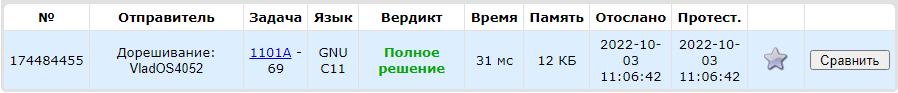 № Отправитель Задача Язык Вердикт Время Память Отослано Протест.
174484455 Дорешивание: VladOS4052 1101A - 69 GNU C11 Полное решение 31 мс 12 КБ 2022-10-03 11:06:42 2022-10-03 11:06:42 Сравнить